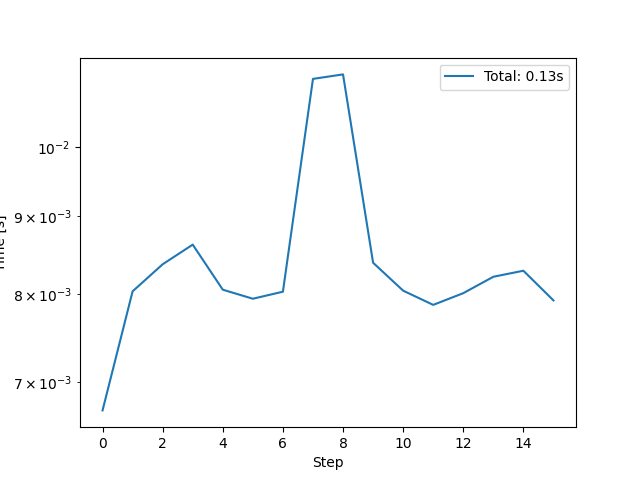 Total: 0.13s
10⁻²
9 × 10⁻³
8 × 10⁻³
7 × 10⁻³
Time [s]
0 2 4 6 8 10 12 14
Step